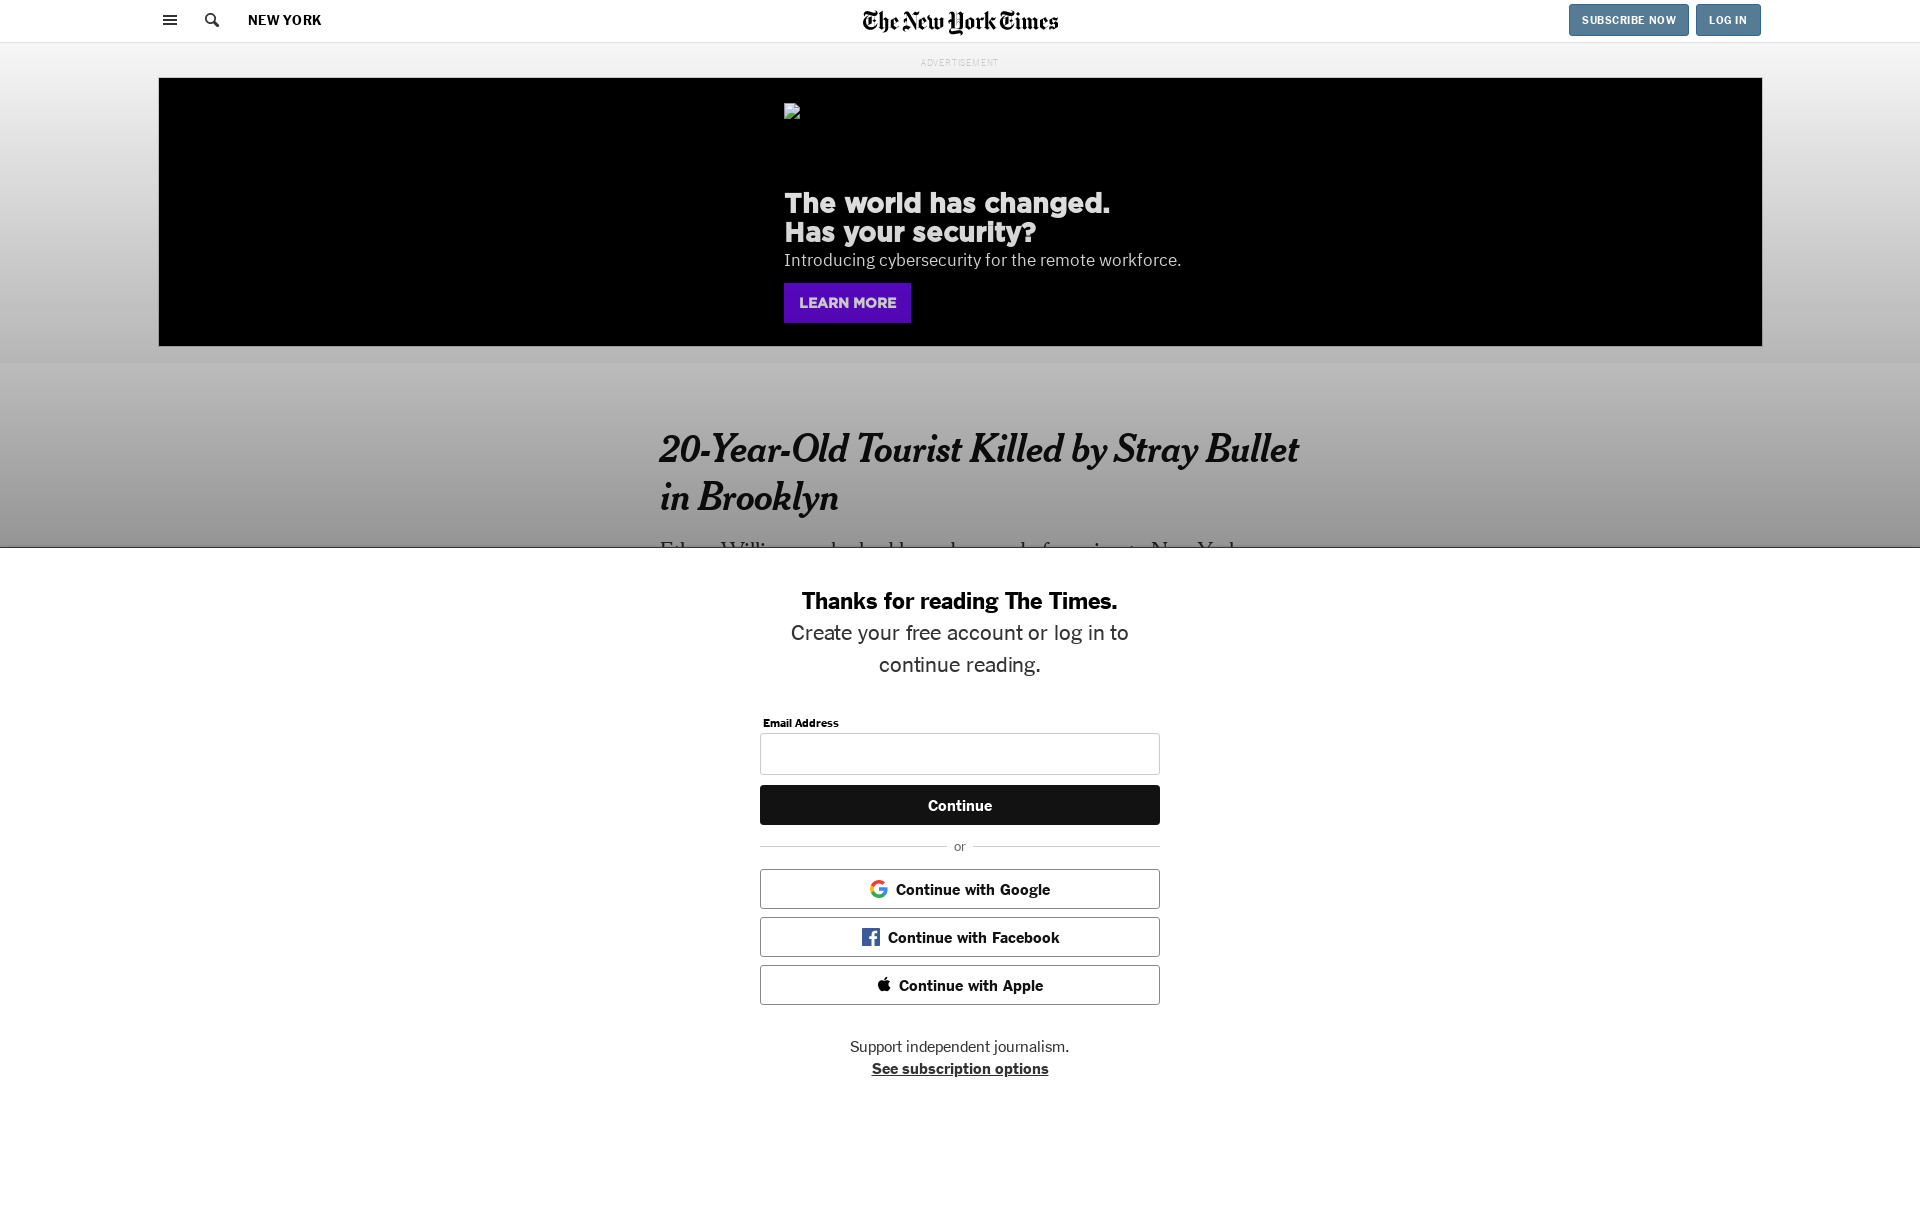 NEW YORK
The New York Times
SUBSCRIBE NOW
LOG IN
ADVERTISEMENT
The world has changed.
Has your security?
Introducing cybersecurity for the remote workforce.
LEARN MORE
20-Year-Old Tourist Killed by Stray Bullet
in Brooklyn
Thanks for reading The Times.
Create your free account or log in to
continue reading.
Email Address
Continue
or
Continue with Google
Continue with Facebook
Continue with Apple
Support independent journalism.
See subscription options